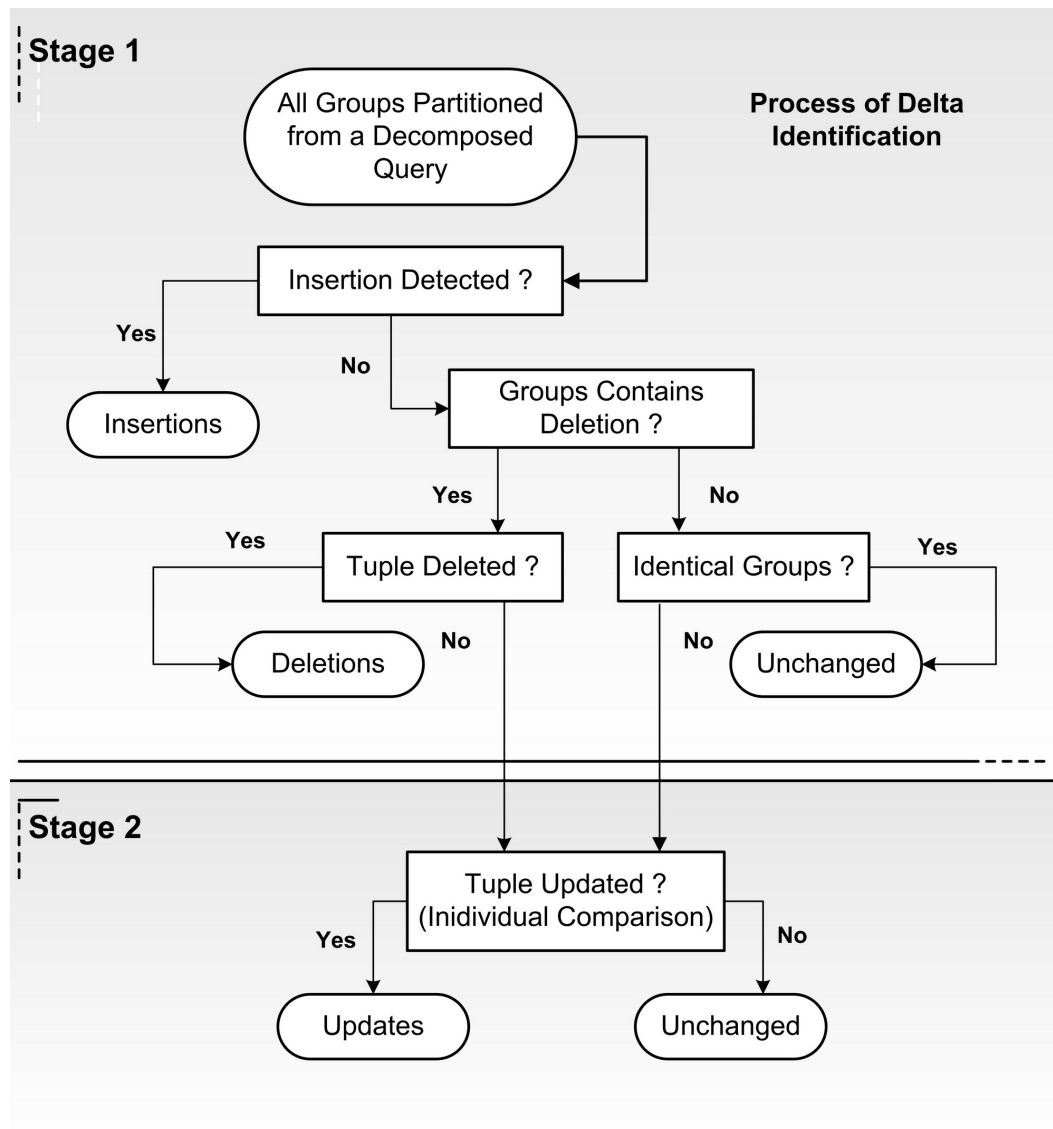 Stage 1
All Groups Partitioned
from a Decomposed
Query
Process of Delta
Identification
Insertion Detected ?
Yes
No
Insertions
Groups Contains
Deletion ?
Yes
No
Yes
Tuple Deleted ?
Identical Groups ?
Yes
No
No
Deletions
Unchanged
Stage 2
Tuple Updated ?
(Inidividual Comparison)
Yes
No
Updates
Unchanged